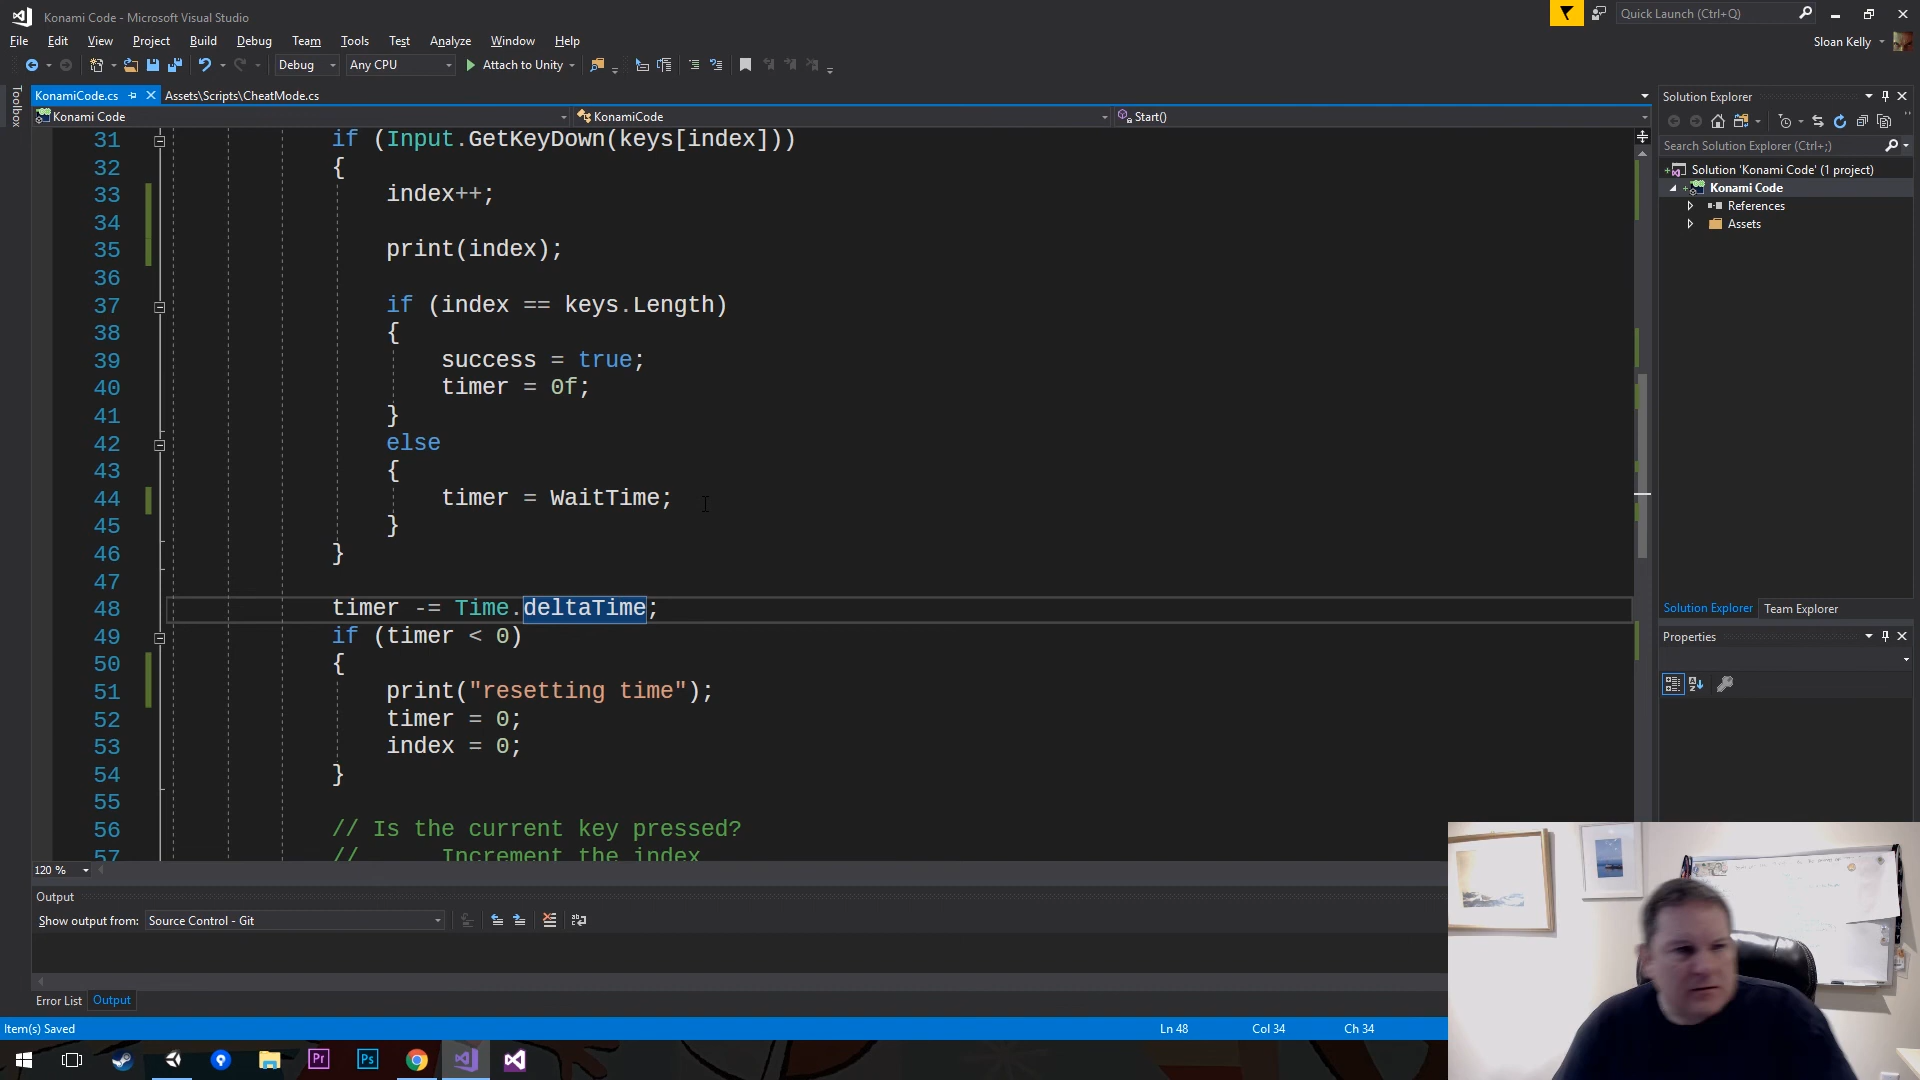 Konami Code - Microsoft Visual Studio
Quick Launch (Ctrl+Q)
File Edit View Project Build Debug Team Tools Test Analyze Window Help
Sloan Kelly
Debug Any CPU Attach to Unity
Toolbox
KonamiCode.cs Assets\Scripts\CheatMode.cs
Konami Code KonamiCode Start()
31 if (Input.GetKeyDown(keys[index]))
32 {
33 index++;
34
35 print(index);
36
37 if (index == keys.Length)
38 {
39 success = true;
40 timer = 0f;
41 }
42 else
43 {
44 timer = WaitTime;
45 }
46 }
47
48 timer -= Time.deltaTime;
49 if (timer < 0)
50 {
51 print("resetting time");
52 timer = 0;
53 index = 0;
54 }
55
56 // Is the current key pressed?
57 // Increment the index
120 %
Output
Show output from: Source Control - Git
Error List Output
Item(s) Saved Ln 48 Col 34 Ch 34
Solution Explorer
Search Solution Explorer (Ctrl+;)
Solution 'Konami Code' (1 project)
Konami Code
References
Assets
Solution Explorer Team Explorer
Properties
Pr Ps